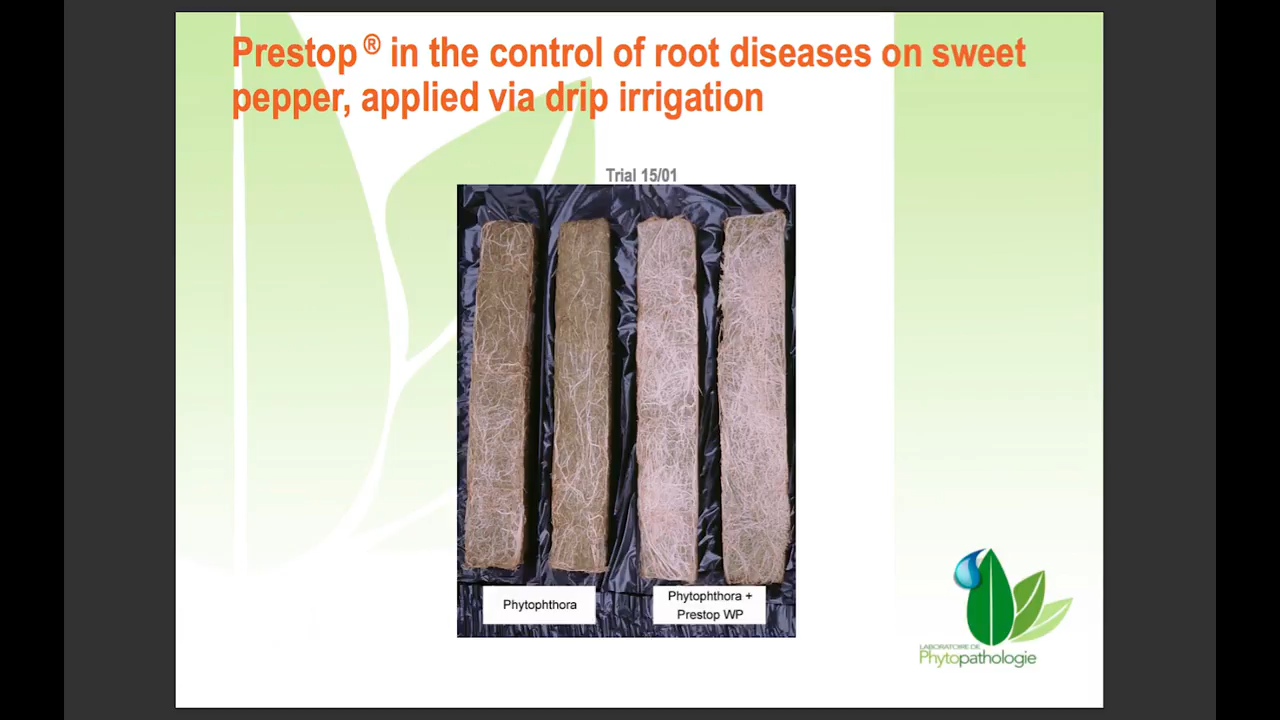 Prestop ® in the control of root diseases on sweet
pepper, applied via drip irrigation
Trial 15/01
Phytophthora
Phytophthora +
Prestop WP
LABORATOIRE DE
Phytopathologie